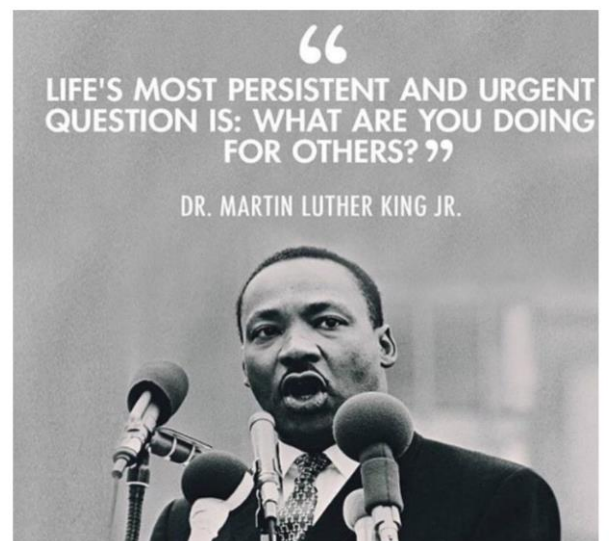 “
LIFE'S MOST PERSISTENT AND URGENT
QUESTION IS: WHAT ARE YOU DOING
FOR OTHERS? ”
DR. MARTIN LUTHER KING JR.